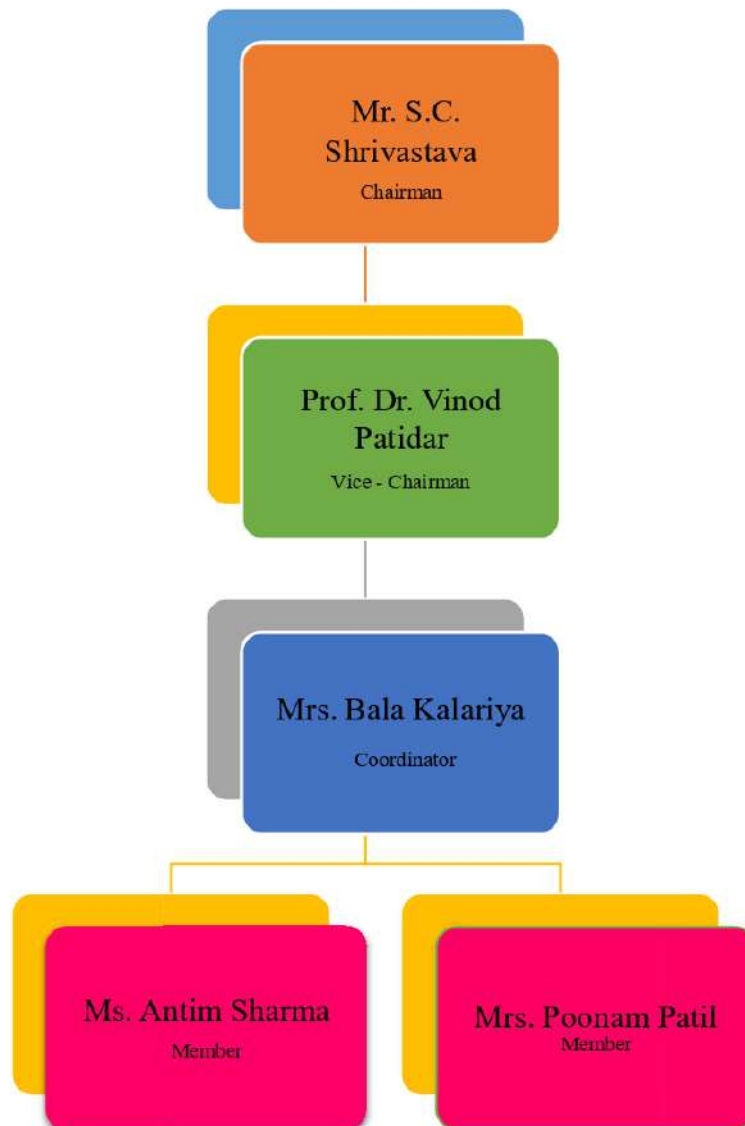 Mr. S.C.
Shrivastava
Chairman
Prof. Dr. Vinod
Patidar
Vice - Chairman
Mrs. Bala Kalariya
Coordinator
Ms. Antim Sharma
Member
Mrs. Poonam Patil
Member